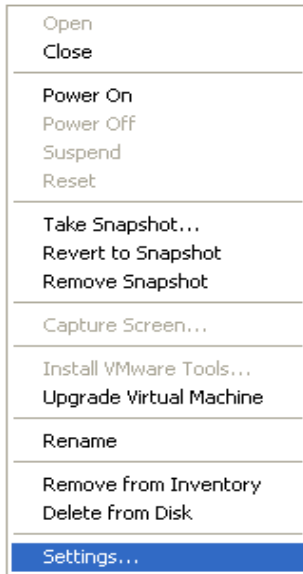 Open
Close
Power On
Power Off
Suspend
Reset
Take Snapshot...
Revert to Snapshot
Remove Snapshot
Capture Screen...
Install VMware Tools...
Upgrade Virtual Machine
Rename
Remove from Inventory
Delete from Disk
Settings...